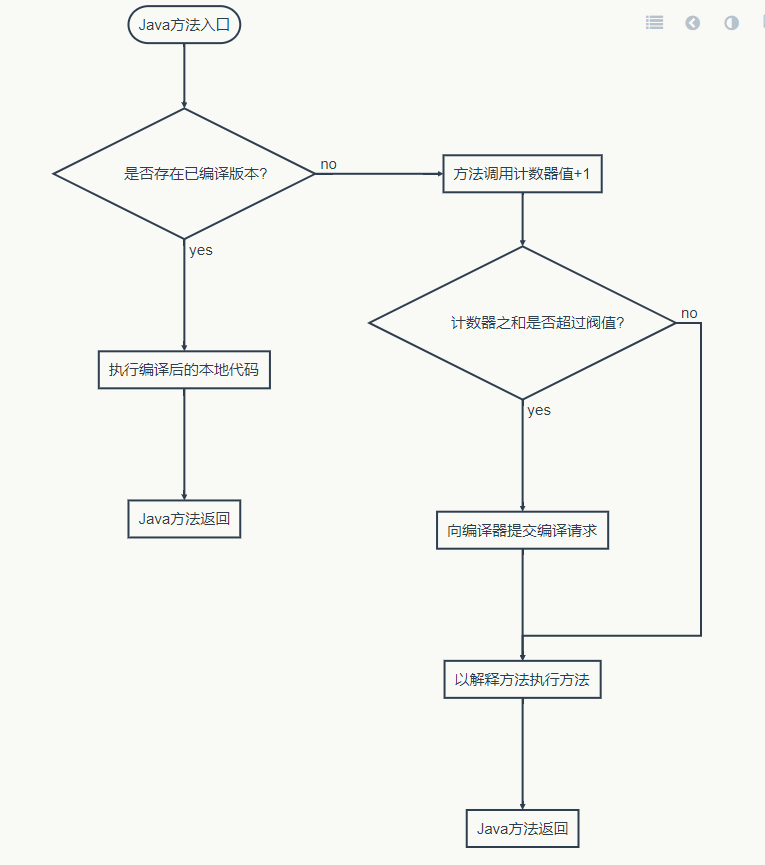 Java方法入口
是否存在已编译版本?
no
方法调用计数器值+1
yes
计数器之和是否超过阀值?
no
执行编译后的本地代码
yes
Java方法返回
向编译器提交编译请求
以解释方法执行方法
Java方法返回